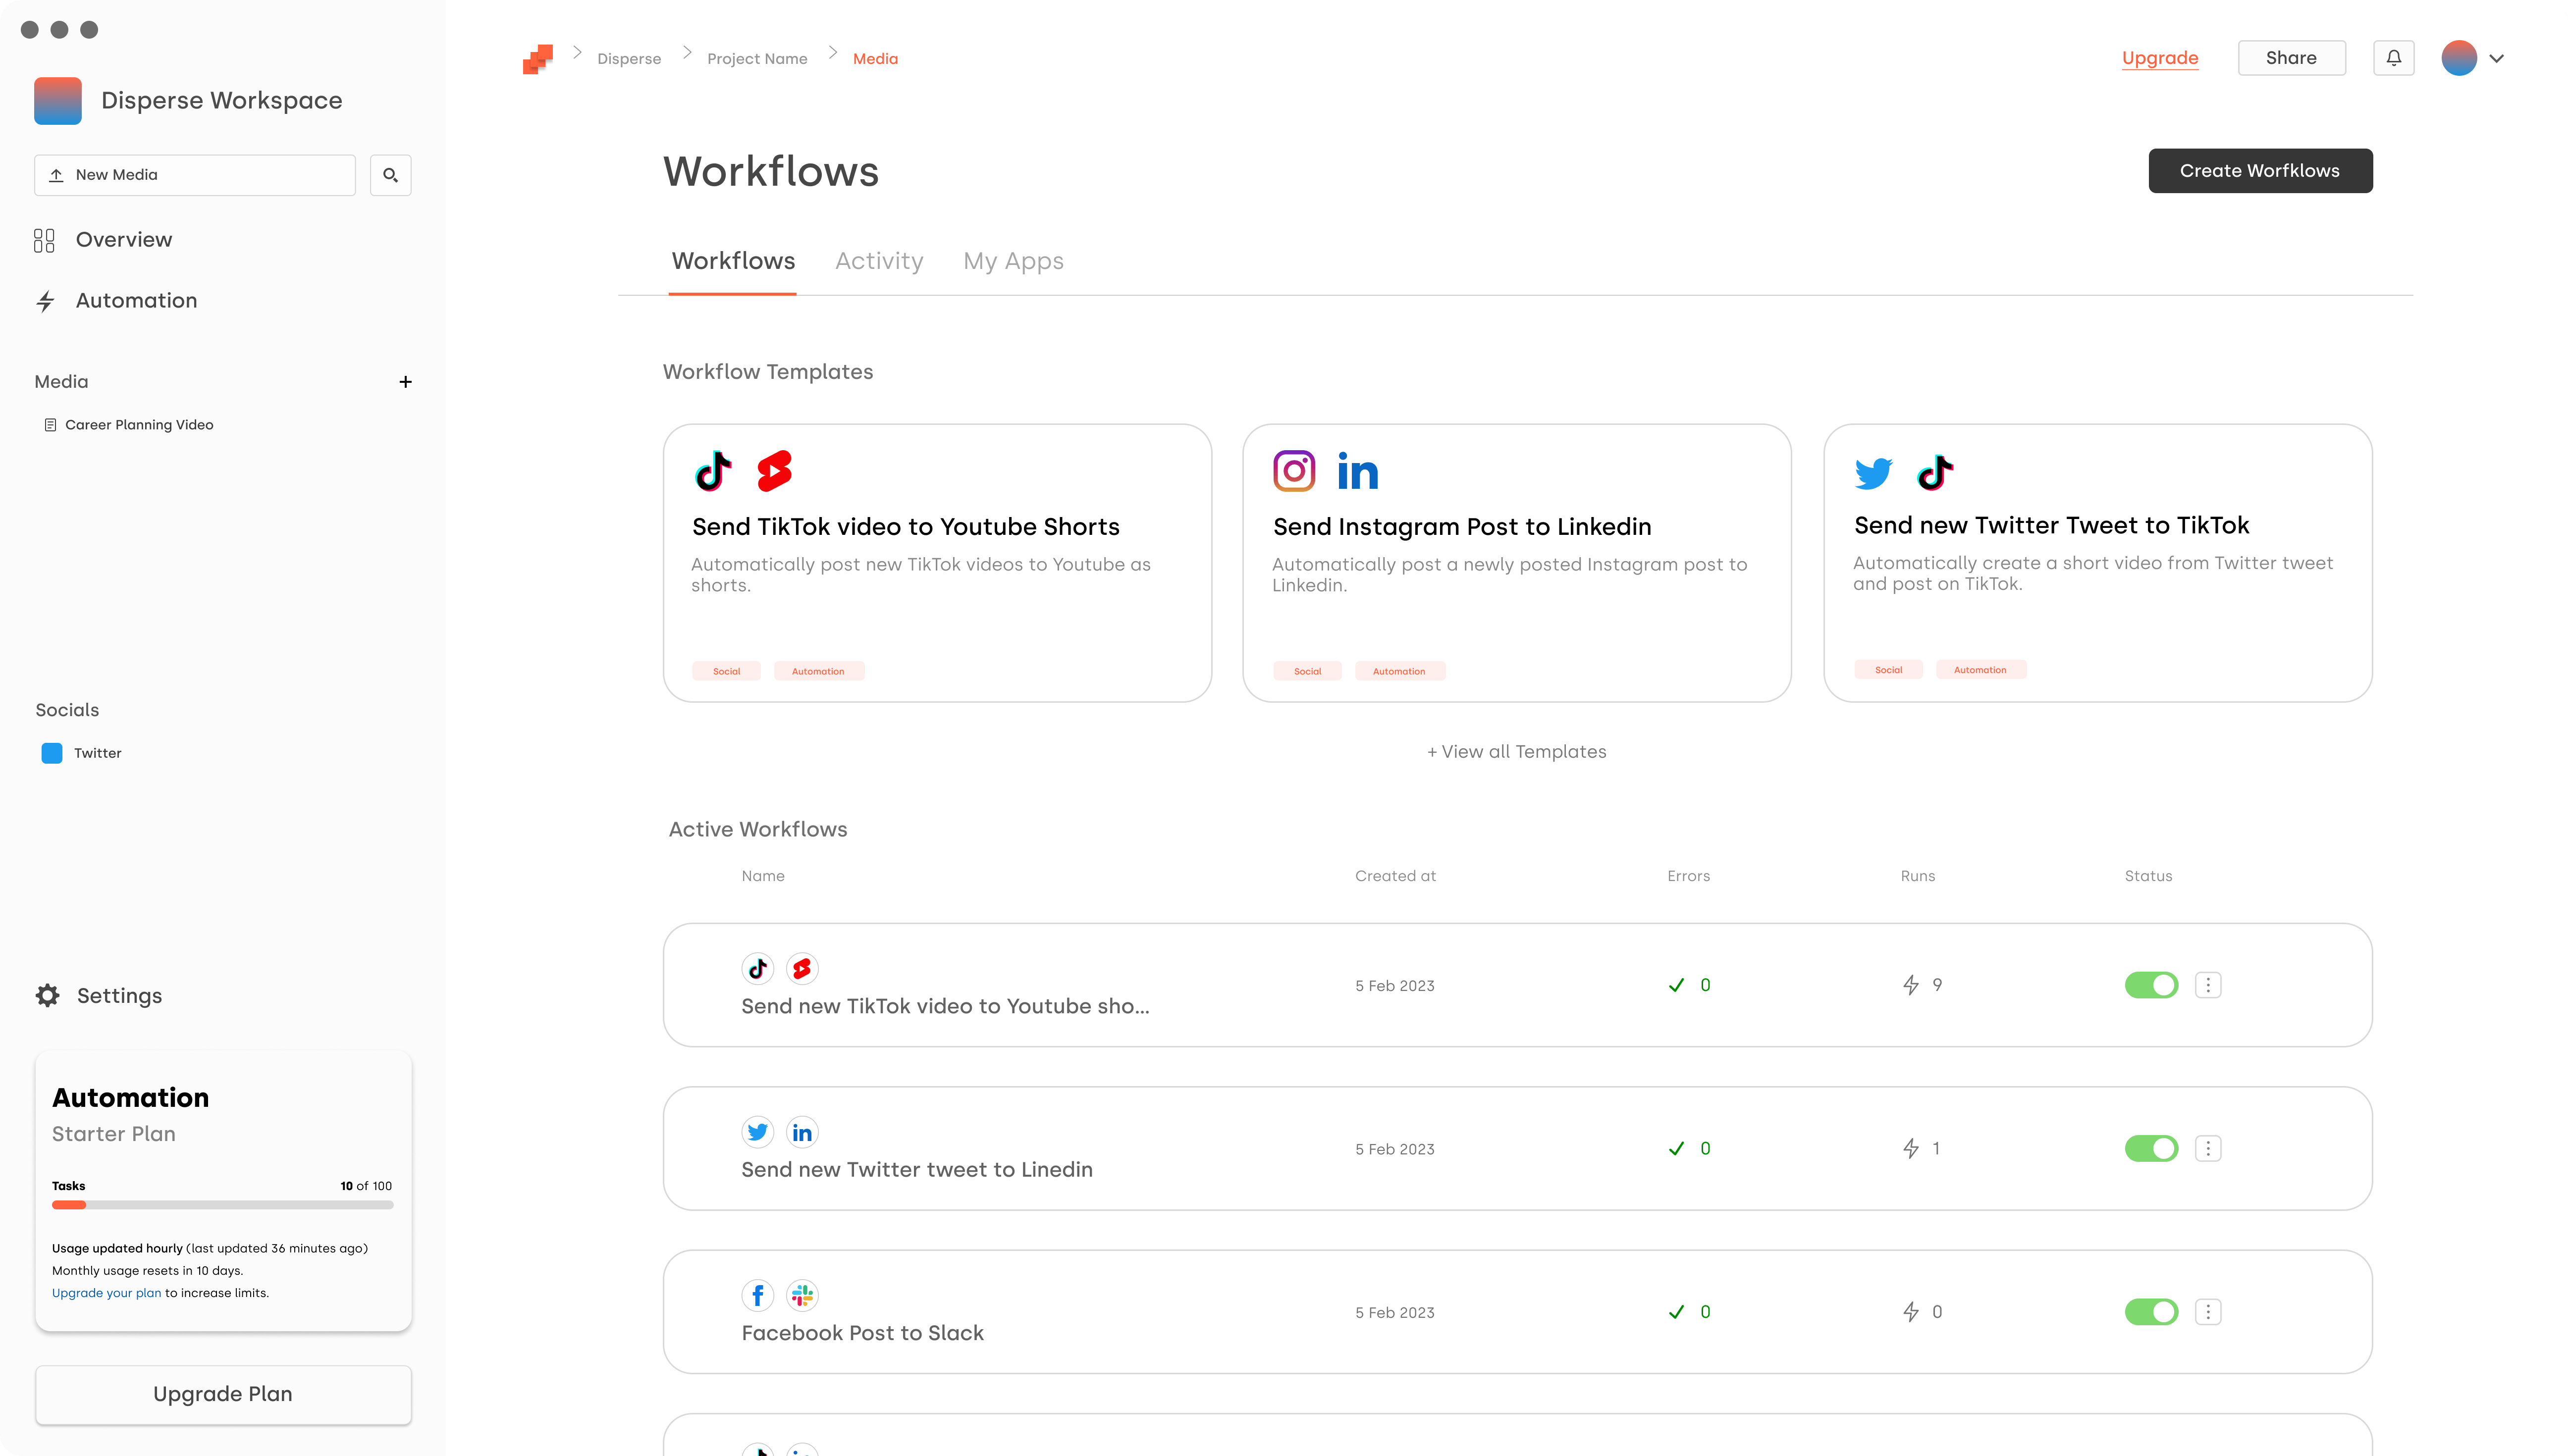 Disperse Workspace
New Media
Overview
Automation
Media
Career Planning Video
Socials
Twitter
Settings
Automation
Starter Plan
Tasks 10 of 100
Usage updated hourly (last updated 36 minutes ago)
Monthly usage resets in 10 days.
Upgrade your plan to increase limits.
Upgrade Plan
Disperse Project Name Media
Upgrade Share
Workflows
Create Worfklows
Workflows Activity My Apps
Workflow Templates
Send TikTok video to Youtube Shorts
Automatically post new TikTok videos to Youtube as
shorts.
Social Automation
Send Instagram Post to Linkedin
Automatically post a newly posted Instagram post to
Linkedin.
Social Automation
Send new Twitter Tweet to TikTok
Automatically create a short video from Twitter tweet
and post on TikTok.
Social Automation
+ View all Templates
Active Workflows
Name Created at Errors Runs Status
Send new TikTok video to Youtube sho...
5 Feb 2023 0 9
Send new Twitter tweet to Linedin
5 Feb 2023 0 1
Facebook Post to Slack
5 Feb 2023 0 0